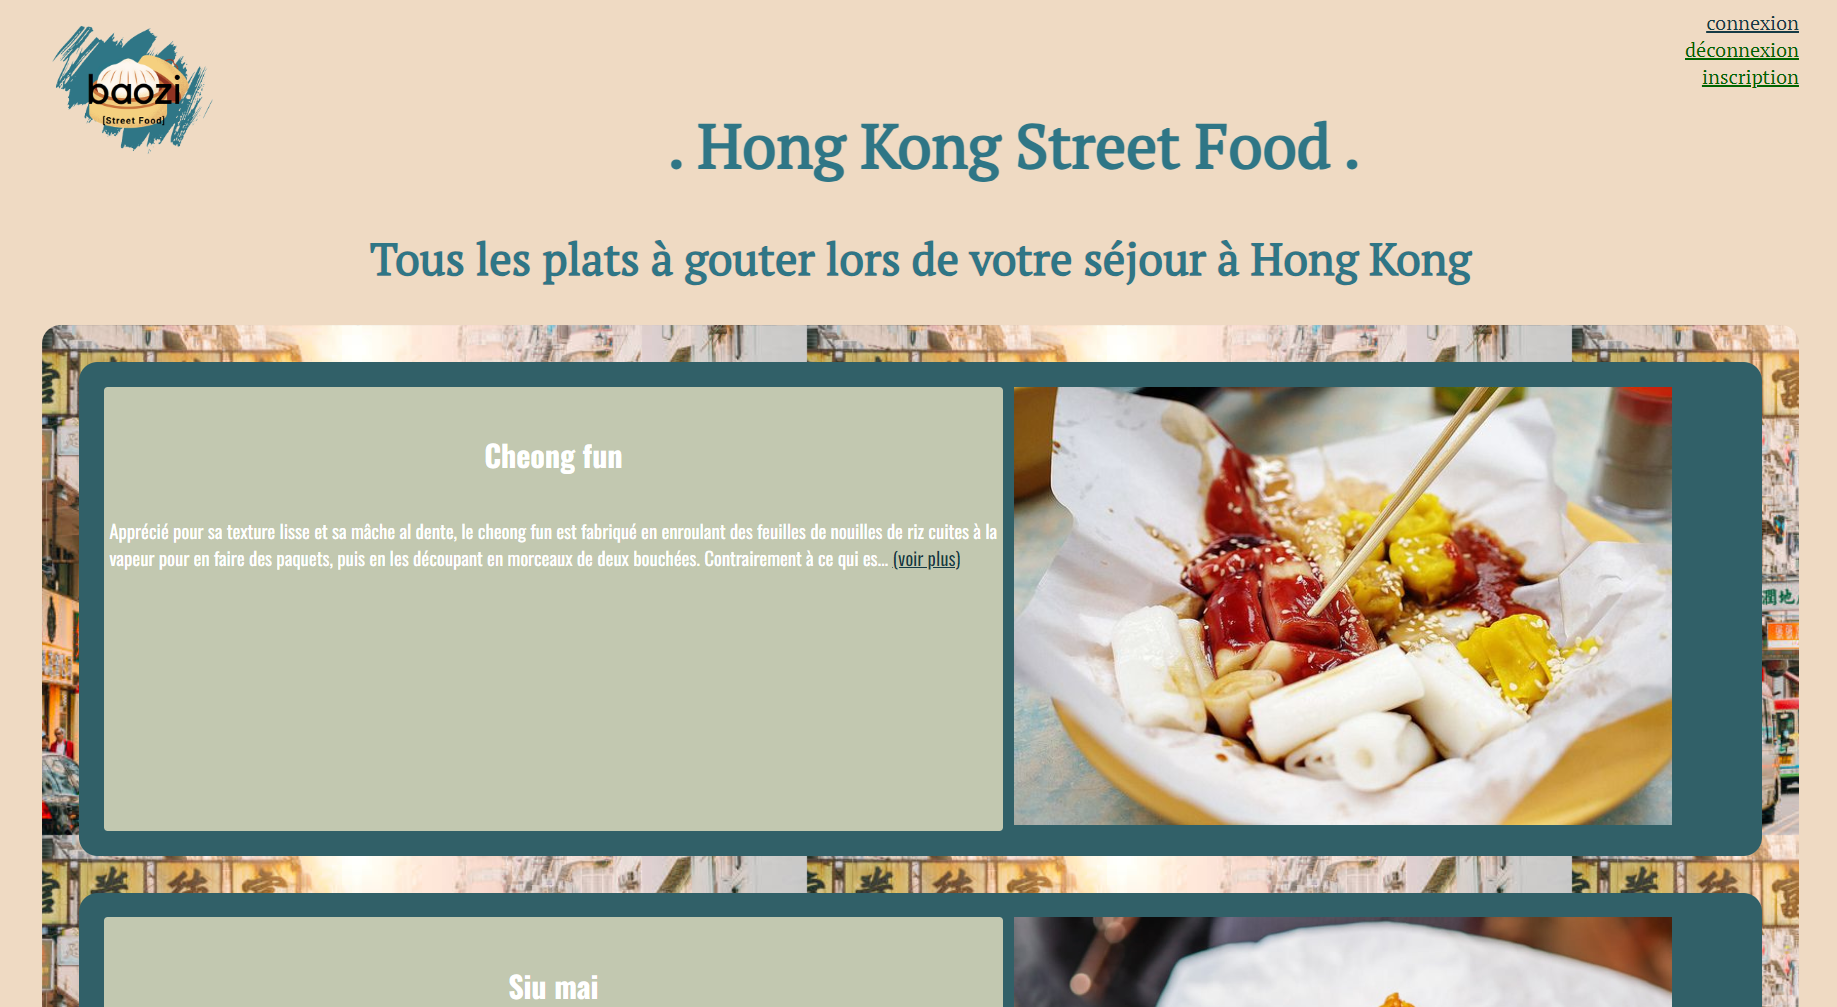 baozi
[Street Food]
connexion
déconnexion
inscription
. Hong Kong Street Food .
Tous les plats à gouter lors de votre séjour à Hong Kong
Cheong fun
Apprécié pour sa texture lisse et sa mâche al dente, le cheong fun est fabriqué en enroulant des feuilles de nouilles de riz cuites à la
vapeur pour en faire des paquets, puis en les découpant en morceaux de deux bouchées. Contrairement à ce qui es... (voir plus)
Siu mai